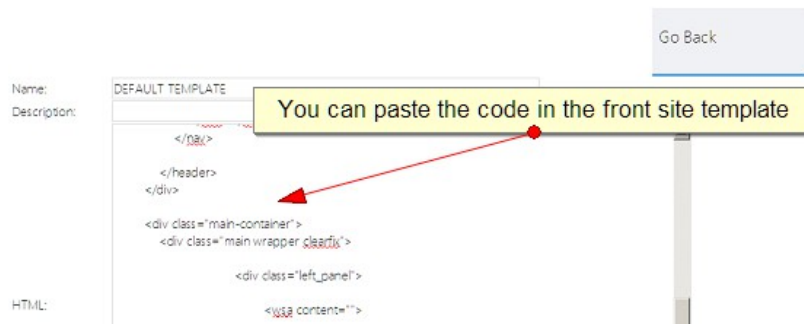 Go Back
Name: DEFAULT TEMPLATE
You can paste the code in the front site template
Description:
</nav>
</header>
</div>
<div class="main-container">
<div class="main wrapper clearfix">
<div class="left_panel">
HTML:
<wsa content="">